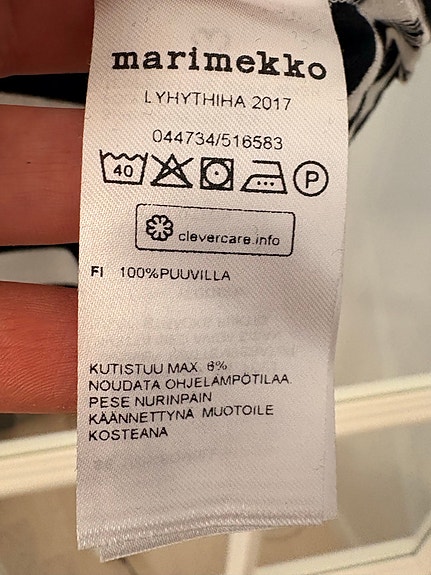 marimekko
LYHYTHIHA 2017
044734/516583
40 P
clevercare.info
FI 100%PUUVILLA
KUTISTUU MAX. 6%
NOUDATA OHJELAMPÖTILAA.
PESE NURINPAIN
KÄÄNNETTYNÄ MUOTOILE
KOSTEANA